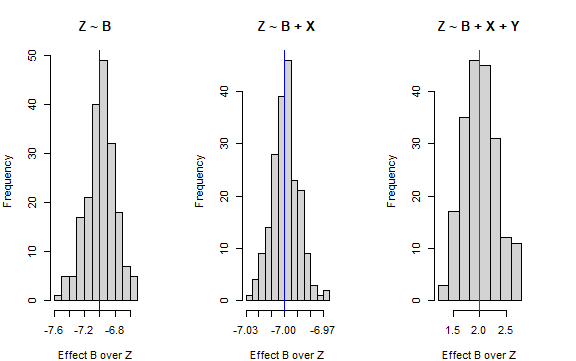 Z ~ B
Z ~ B + X
Z ~ B + X + Y
Frequency
0
10
20
30
40
50
-7.6
-7.2
-6.8
Effect B over Z
Frequency
0
10
20
30
40
-7.03
-7.00
-6.97
Effect B over Z
Frequency
0
10
20
30
40
1.5
2.0
2.5
Effect B over Z